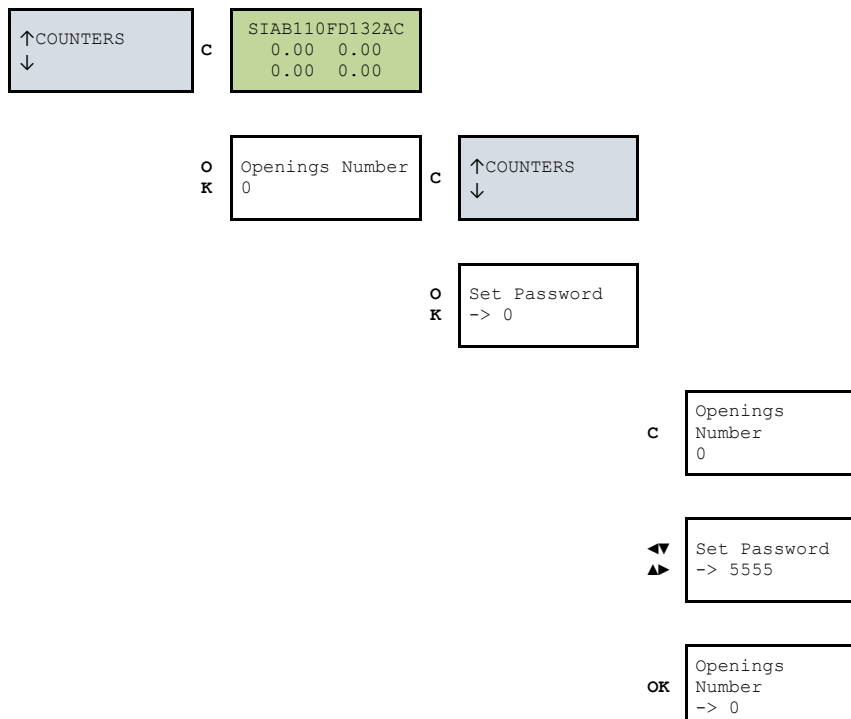 ↑COUNTERS
↓
C
SIAB110FD132AC
0.00 0.00
0.00 0.00
O
K
Openings Number
0
C
↑COUNTERS
↓
O
K
Set Password
-> 0
C
Openings
Number
0
◀▼
▲▶
Set Password
-> 5555
OK
Openings
Number
-> 0